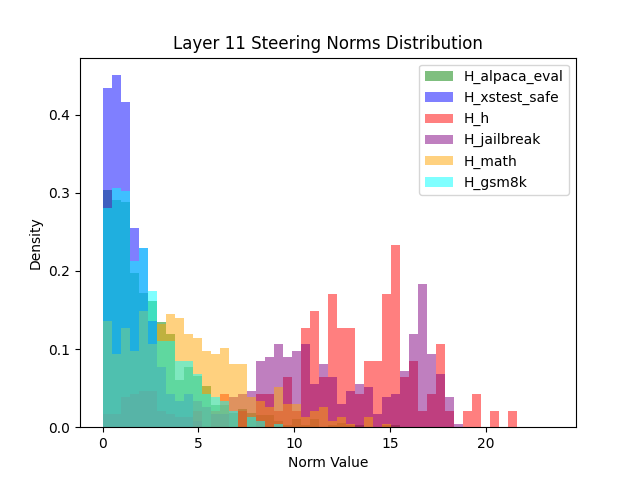 Layer 11 Steering Norms Distribution
H_alpaca_eval
H_xstest_safe
H_h
H_jailbreak
H_math
H_gsm8k
Density
0.4
0.3
0.2
0.1
0.0
0
5
10
15
20
Norm Value